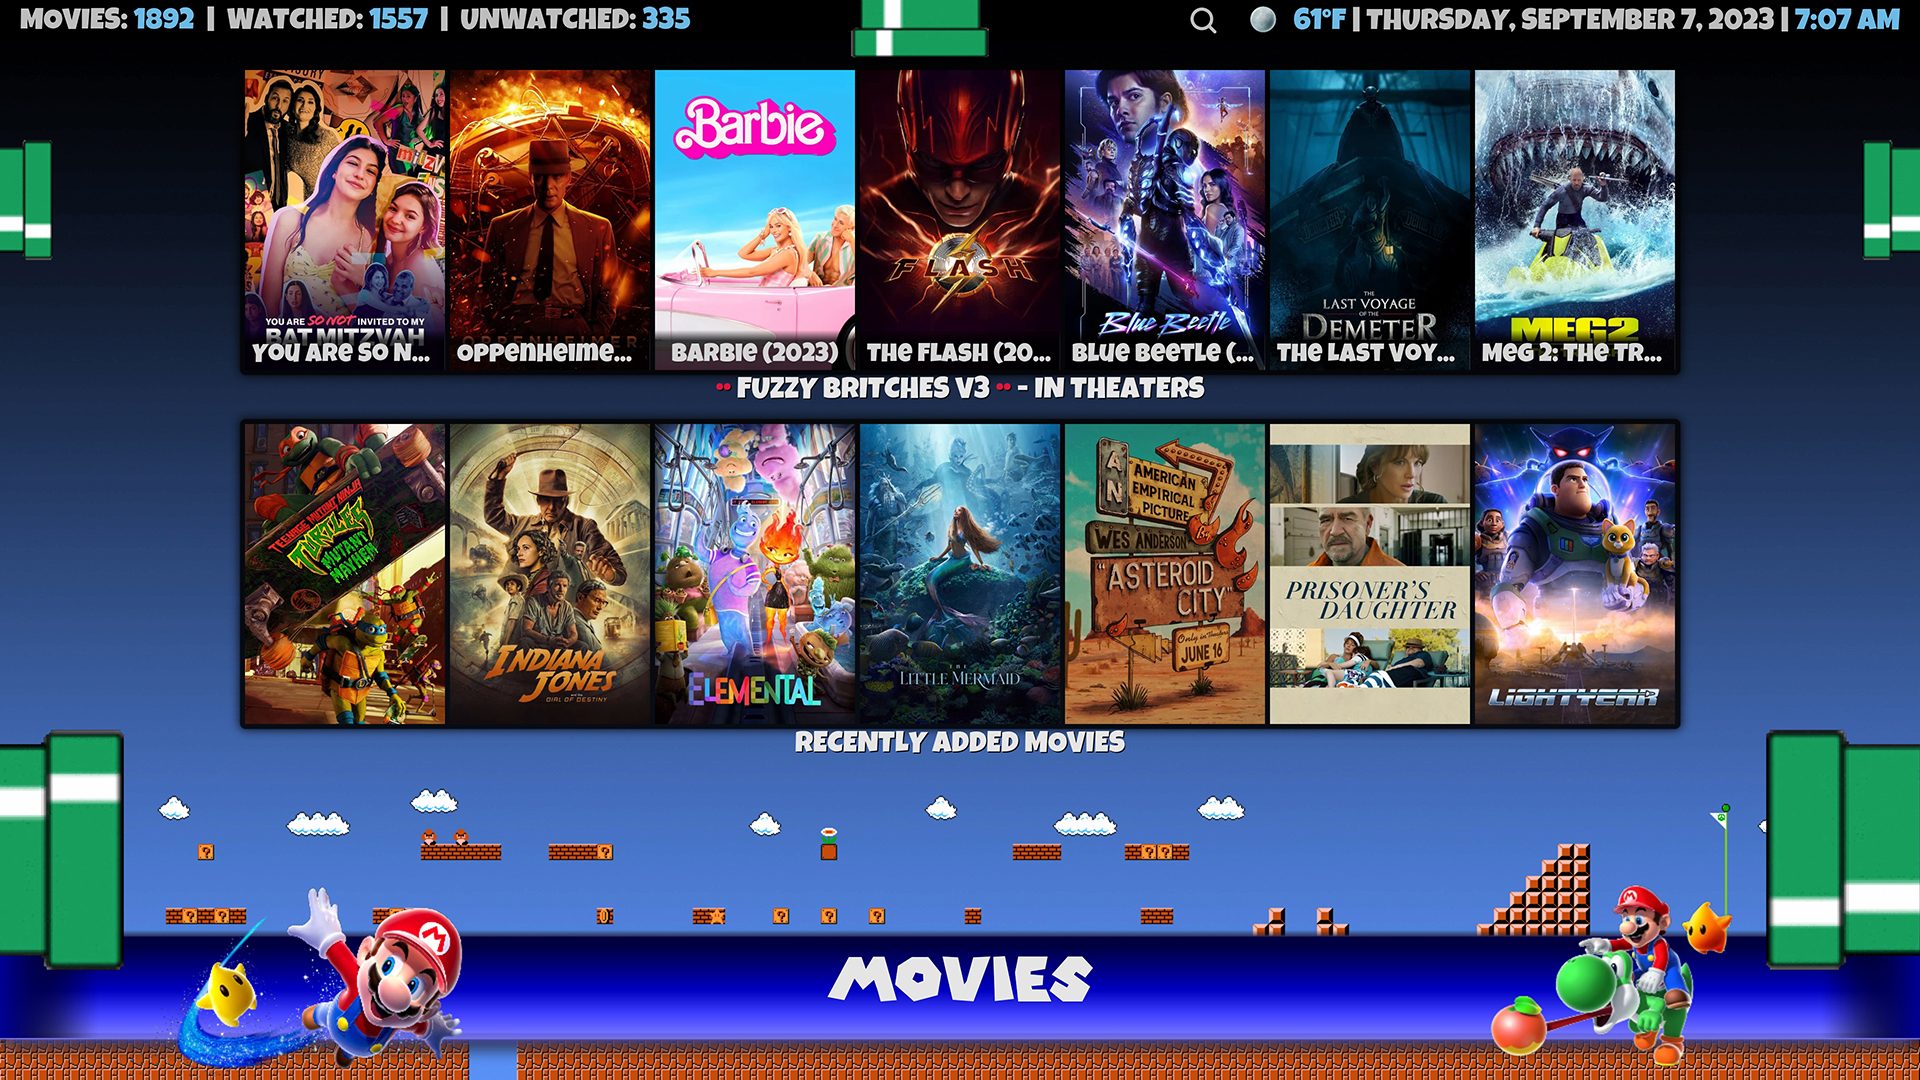 MOVIES: 1892 | WATCHED: 1557 | UNWATCHED: 335
61°F | THURSDAY, SEPTEMBER 7, 2023 | 7:07 AM
YOU ARE SO NOT INVITED TO MY
BAT MITZVAH
YOU ARE SO N...
OPPENHEIMER
OPPENHEIME...
Barbie
BARBIE (2023)
FLASH
THE FLASH (20...
Blue Beetle
BLUE BEETLE (...
THE
LAST VOYAGE
OF THE
DEMETER
THE LAST VOY...
MEG2
MEG 2: THE TR...
•• FUZZY BRITCHES V3 •• - IN THEATERS
TEENAGE MUTANT NINJA
TURTLES
MUTANT
MAYHEM
INDIANA
JONES
and the
DIAL OF DESTINY
ELEMENTAL
THE
LITTLE MERMAID
AN
AMERICAN
EMPIRICAL
PICTURE
By
WES ANDERSON
"ASTEROID
CITY"
Only in Theaters
JUNE 16
PRISONER'S
DAUGHTER
LIGHTYEAR
RECENTLY ADDED MOVIES
MOVIES